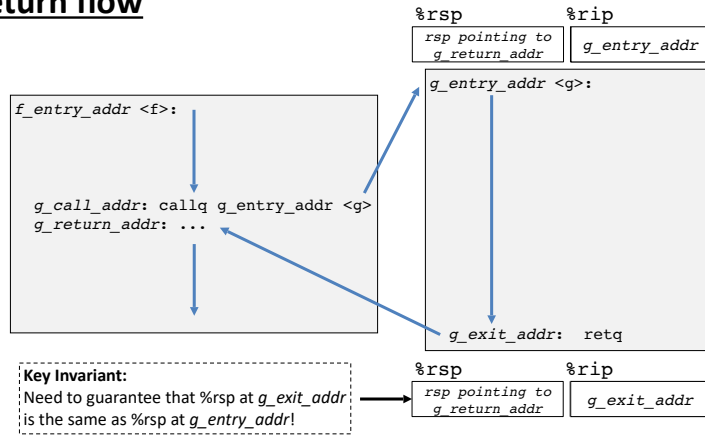 eturn flow
%rsp %rip
rsp pointing to
g_return_addr
g_entry_addr
g_entry_addr <g>:
f_entry_addr <f>:
g_call_addr: callq g_entry_addr <g>
g_return_addr: ...
g_exit_addr: retq
Key Invariant:
Need to guarantee that %rsp at g_exit_addr
is the same as %rsp at g_entry_addr!
%rsp %rip
rsp pointing to
g_return_addr
g_exit_addr